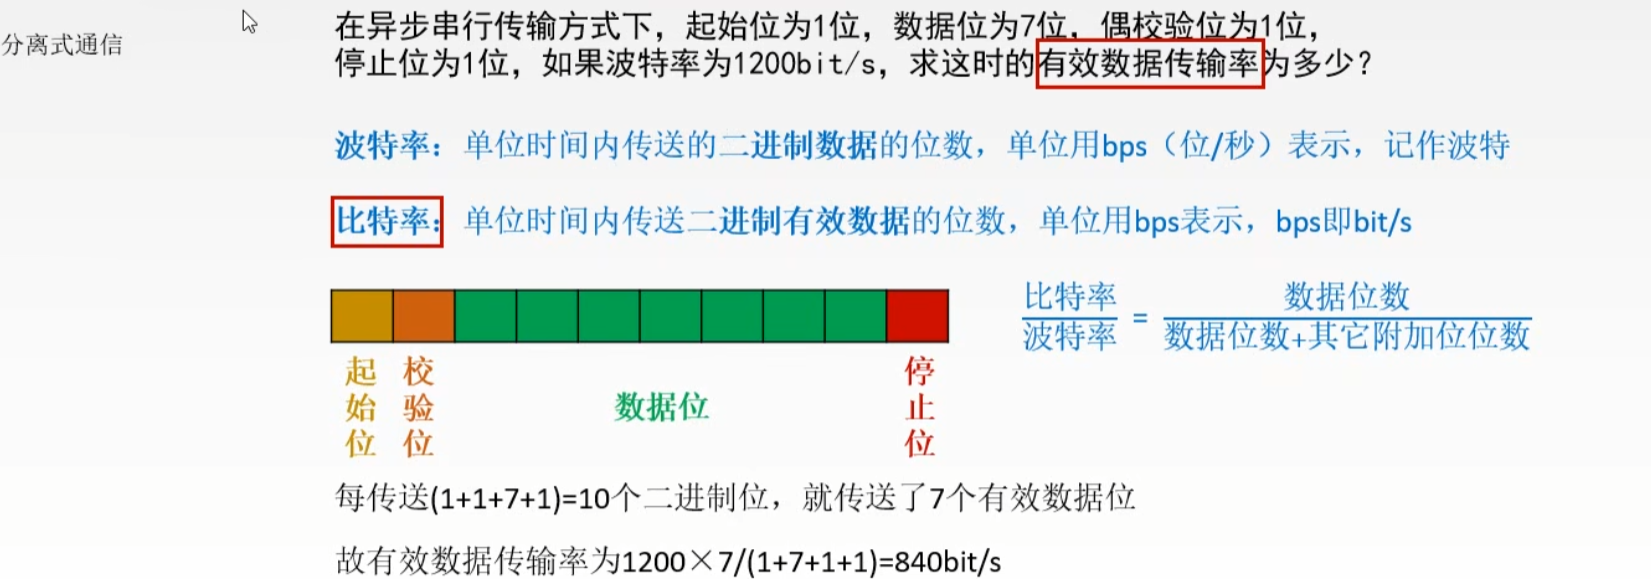 在异步串行传输方式下，起始位为1位，数据位为7位，偶校验位为1位，
分离式通信
停止位为1位，如果波特率为1200bit/s，求这时的有效数据传输率为多少？
波特率：单位时间内传送的二进制数据的位数，单位用bps（位/秒）表示，记作波特
比特率：单位时间内传送二进制有效数据的位数，单位用bps表示，bps即bit/s
比特率/波特率 = 数据位数/数据位数+其它附加位位数
起始位
校验位
数据位
停止位
每传送(1+1+7+1)=10个二进制位，就传送了7个有效数据位
故有效数据传输率为1200×7/(1+7+1+1)=840bit/s